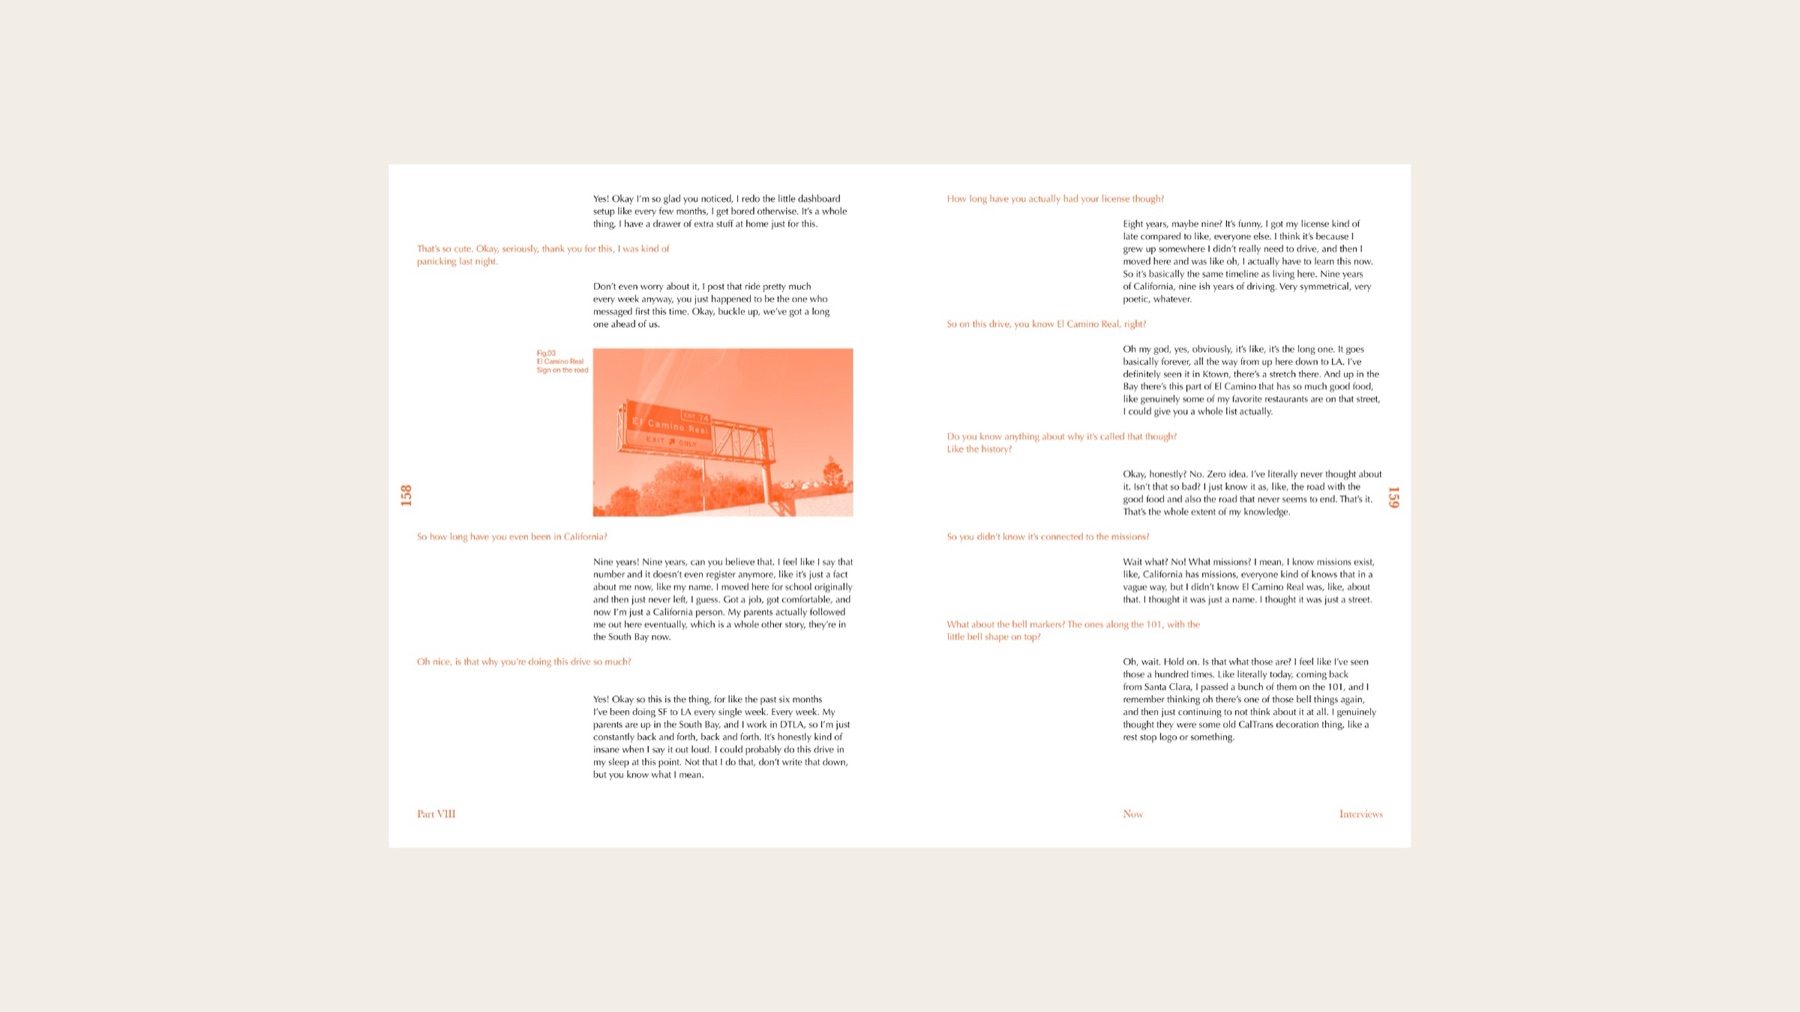 Yes! Okay I'm so glad you noticed, I redo the little dashboard
setup like every few months, I get bored otherwise. It's a whole
thing, I have a drawer of extra stuff at home just for this.
That's so cute. Okay, seriously, thank you for this, I was kind of
panicking last night.
Don't even worry about it, I post that ride pretty much
every week anyway, you just happened to be the one who
messaged first this time. Okay, buckle up, we've got a long
one ahead of us.
Fig.03
El Camino Real
Sign on the road
EXIT 74
El Camino Real
EXIT ↗ ONLY
158
So how long have you even been in California?
Nine years! Nine years, can you believe that. I feel like I say that
number and it doesn't even register anymore, like it's just a fact
about me now, like my name. I moved here for school originally
and then just never left, I guess. Got a job, got comfortable, and
now I'm just a California person. My parents actually followed
me out here eventually, which is a whole other story, they're in
the South Bay now.
Oh nice, is that why you're doing this drive so much?
Yes! Okay so this is the thing, for like the past six months
I've been doing SF to LA every single week. Every week. My
parents are up in the South Bay, and I work in DTLA, so I'm just
constantly back and forth, back and forth. It's honestly kind of
insane when I say it out loud. I could probably do this drive in
my sleep at this point. Not that I do that, don't write that down,
but you know what I mean.
Part VIII
How long have you actually had your license though?
Eight years, maybe nine? It's funny, I got my license kind of
late compared to like, everyone else. I think it's because I
grew up somewhere I didn't really need to drive, and then I
moved here and was like oh, I actually have to learn this now.
So it's basically the same timeline as living here. Nine years
of California, nine ish years of driving. Very symmetrical, very
poetic, whatever.
So on this drive, you know El Camino Real, right?
Oh my god, yes, obviously, it's like, it's the long one. It goes
basically forever, all the way from up here down to LA. I've
definitely seen it in Ktown, there's a stretch there. And up in the
Bay there's this part of El Camino that has so much good food,
like genuinely some of my favorite restaurants are on that street,
I could give you a whole list actually.
Do you know anything about why it's called that though?
Like the history?
Okay, honestly? No. Zero idea. I've literally never thought about
it. Isn't that so bad? I just know it as, like, the road with the
good food and also the road that never seems to end. That's it.
That's the whole extent of my knowledge.
159
So you didn't know it's connected to the missions?
Wait what? No! What missions? I mean, I know missions exist,
like, California has missions, everyone kind of knows that in a
vague way, but I didn't know El Camino Real was, like, about
that. I thought it was just a name. I thought it was just a street.
What about the bell markers? The ones along the 101, with the
little bell shape on top?
Oh, wait. Hold on. Is that what those are? I feel like I've seen
those a hundred times. Like literally today, coming back
from Santa Clara, I passed a bunch of them on the 101, and I
remember thinking oh there's one of those bell things again,
and then just continuing to not think about it at all. I genuinely
thought they were some old CalTrans decoration thing, like a
rest stop logo or something.
Now
Interviews